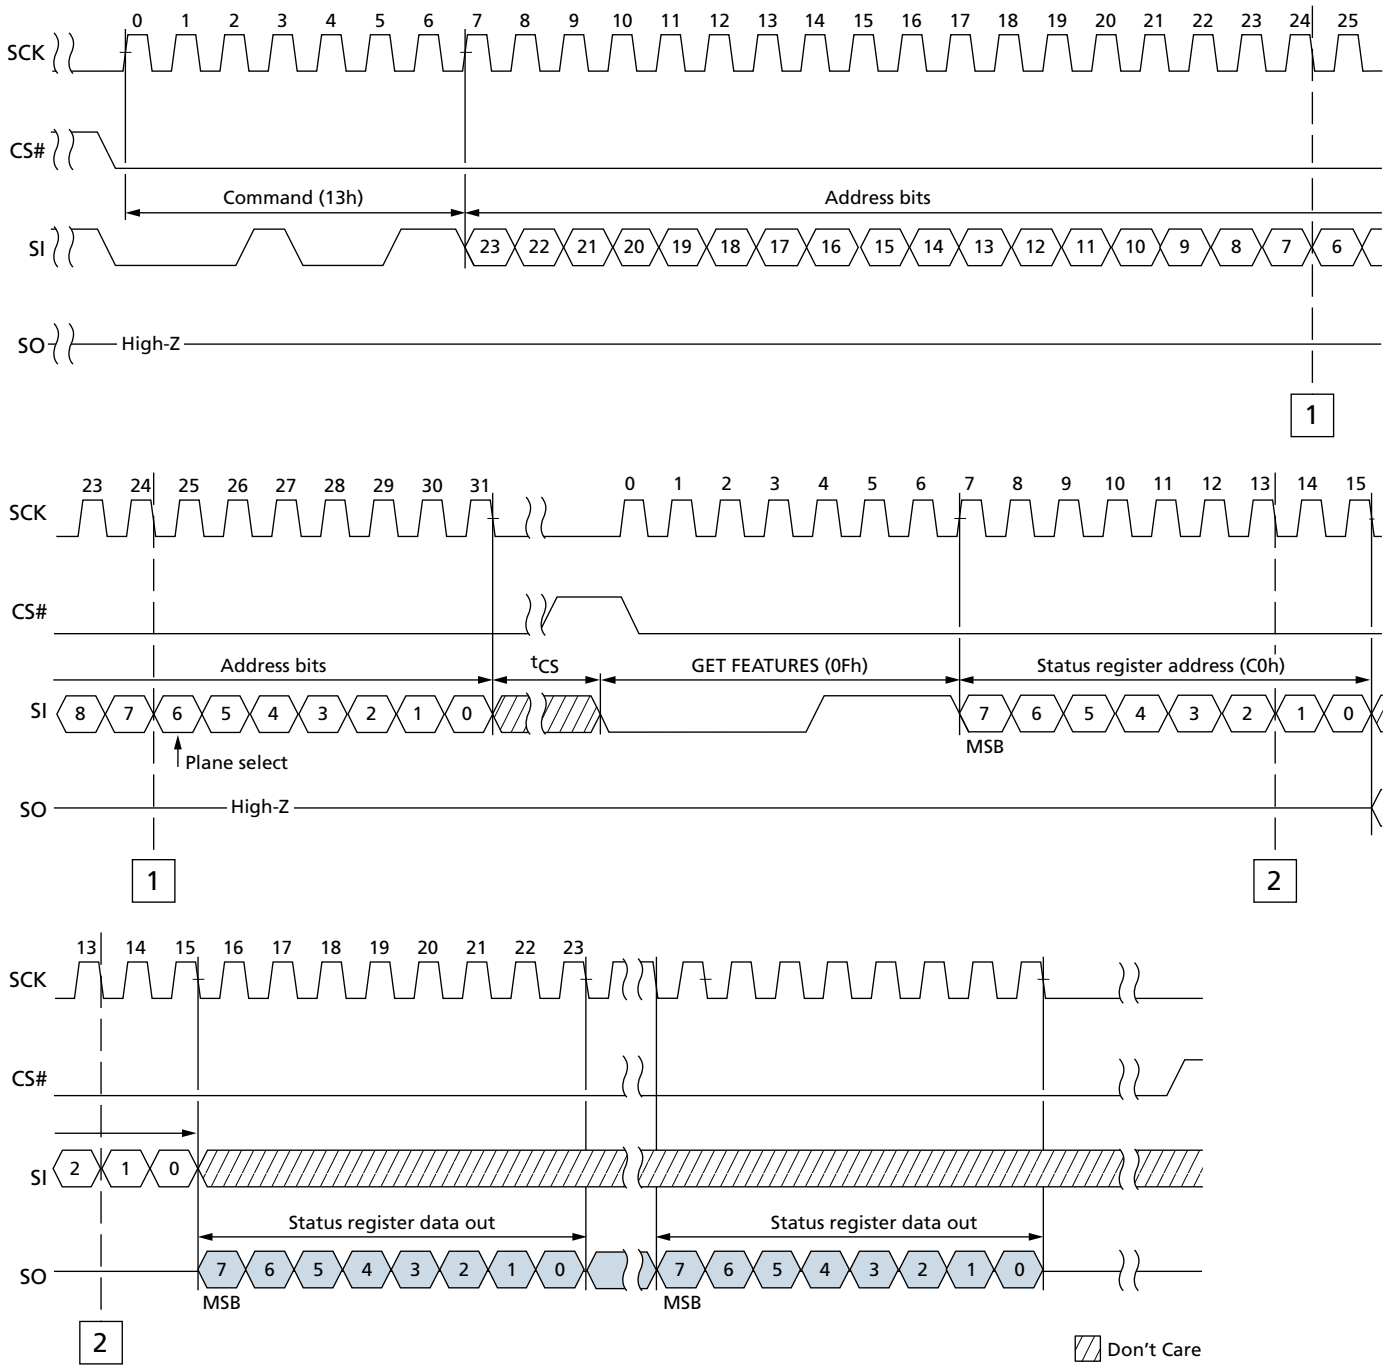 0 1 2 3 4 5 6 7 8 9 10 11 12 13 14 15 16 17 18 19 20 21 22 23 24 25
SCK
CS#
Command (13h) Address bits
SI 23 22 21 20 19 18 17 16 15 14 13 12 11 10 9 8 7 6
SO High-Z
1
23 24 25 26 27 28 29 30 31 0 1 2 3 4 5 6 7 8 9 10 11 12 13 14 15
SCK
CS#
Address bits tCS GET FEATURES (0Fh) Status register address (C0h)
SI 8 7 6 5 4 3 2 1 0 7 6 5 4 3 2 1 0
MSB
Plane select
SO High-Z
1 2
13 14 15 16 17 18 19 20 21 22 23
SCK
CS#
SI 2 1 0
Status register data out Status register data out
SO 7 6 5 4 3 2 1 0 7 6 5 4 3 2 1 0
MSB MSB
2
Don't Care